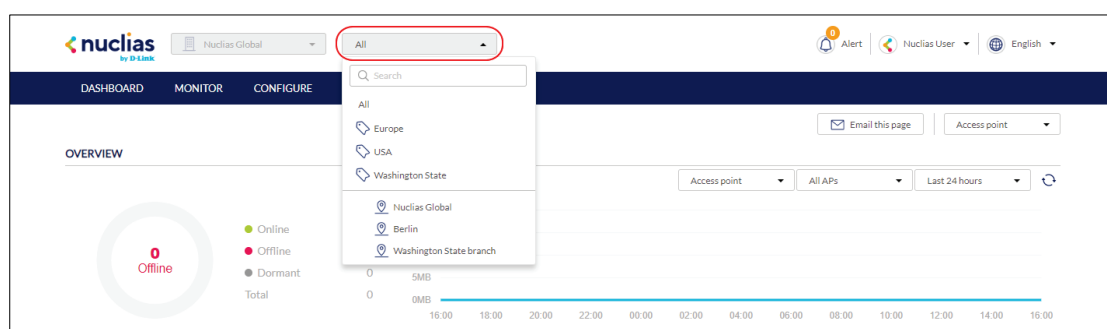 nuclias
by D-Link
Nuclias Global
All
0
Alert
Nuclias User
English
DASHBOARD MONITOR CONFIGURE
Search
All
Europe
USA
Washington State
Nuclias Global
Berlin
Washington State branch
Email this page
Access point
OVERVIEW
Access point
All APs
Last 24 hours
0
Offline
Online
Offline
Dormant 0
Total 0
5MB
0MB
16:00 18:00 20:00 22:00 00:00 02:00 04:00 06:00 08:00 10:00 12:00 14:00 16:00